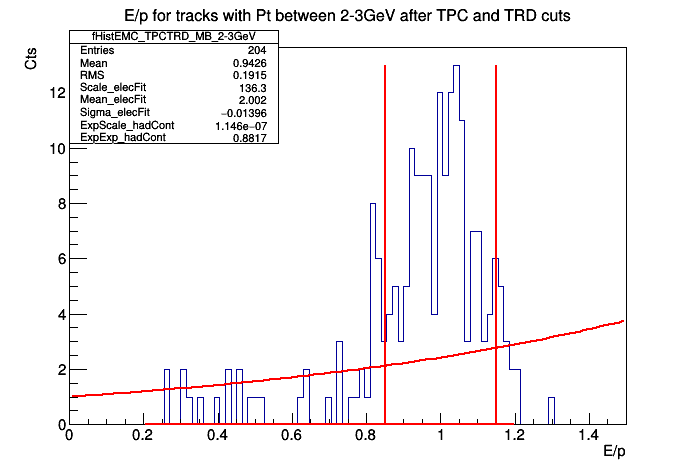 E/p for tracks with Pt between 2-3GeV after TPC and TRD cuts
fHistEMC_TPCTRD_MB_2-3GeV
Entries 204
Mean 0.9426
RMS 0.1915
Scale_elecFit 136.3
Mean_elecFit 2.002
Sigma_elecFit −0.01396
ExpScale_hadCont 1.146e−07
ExpExp_hadCont 0.8817
Cts
12
10
8
6
4
2
0
0 0.2 0.4 0.6 0.8 1 1.2 1.4
E/p